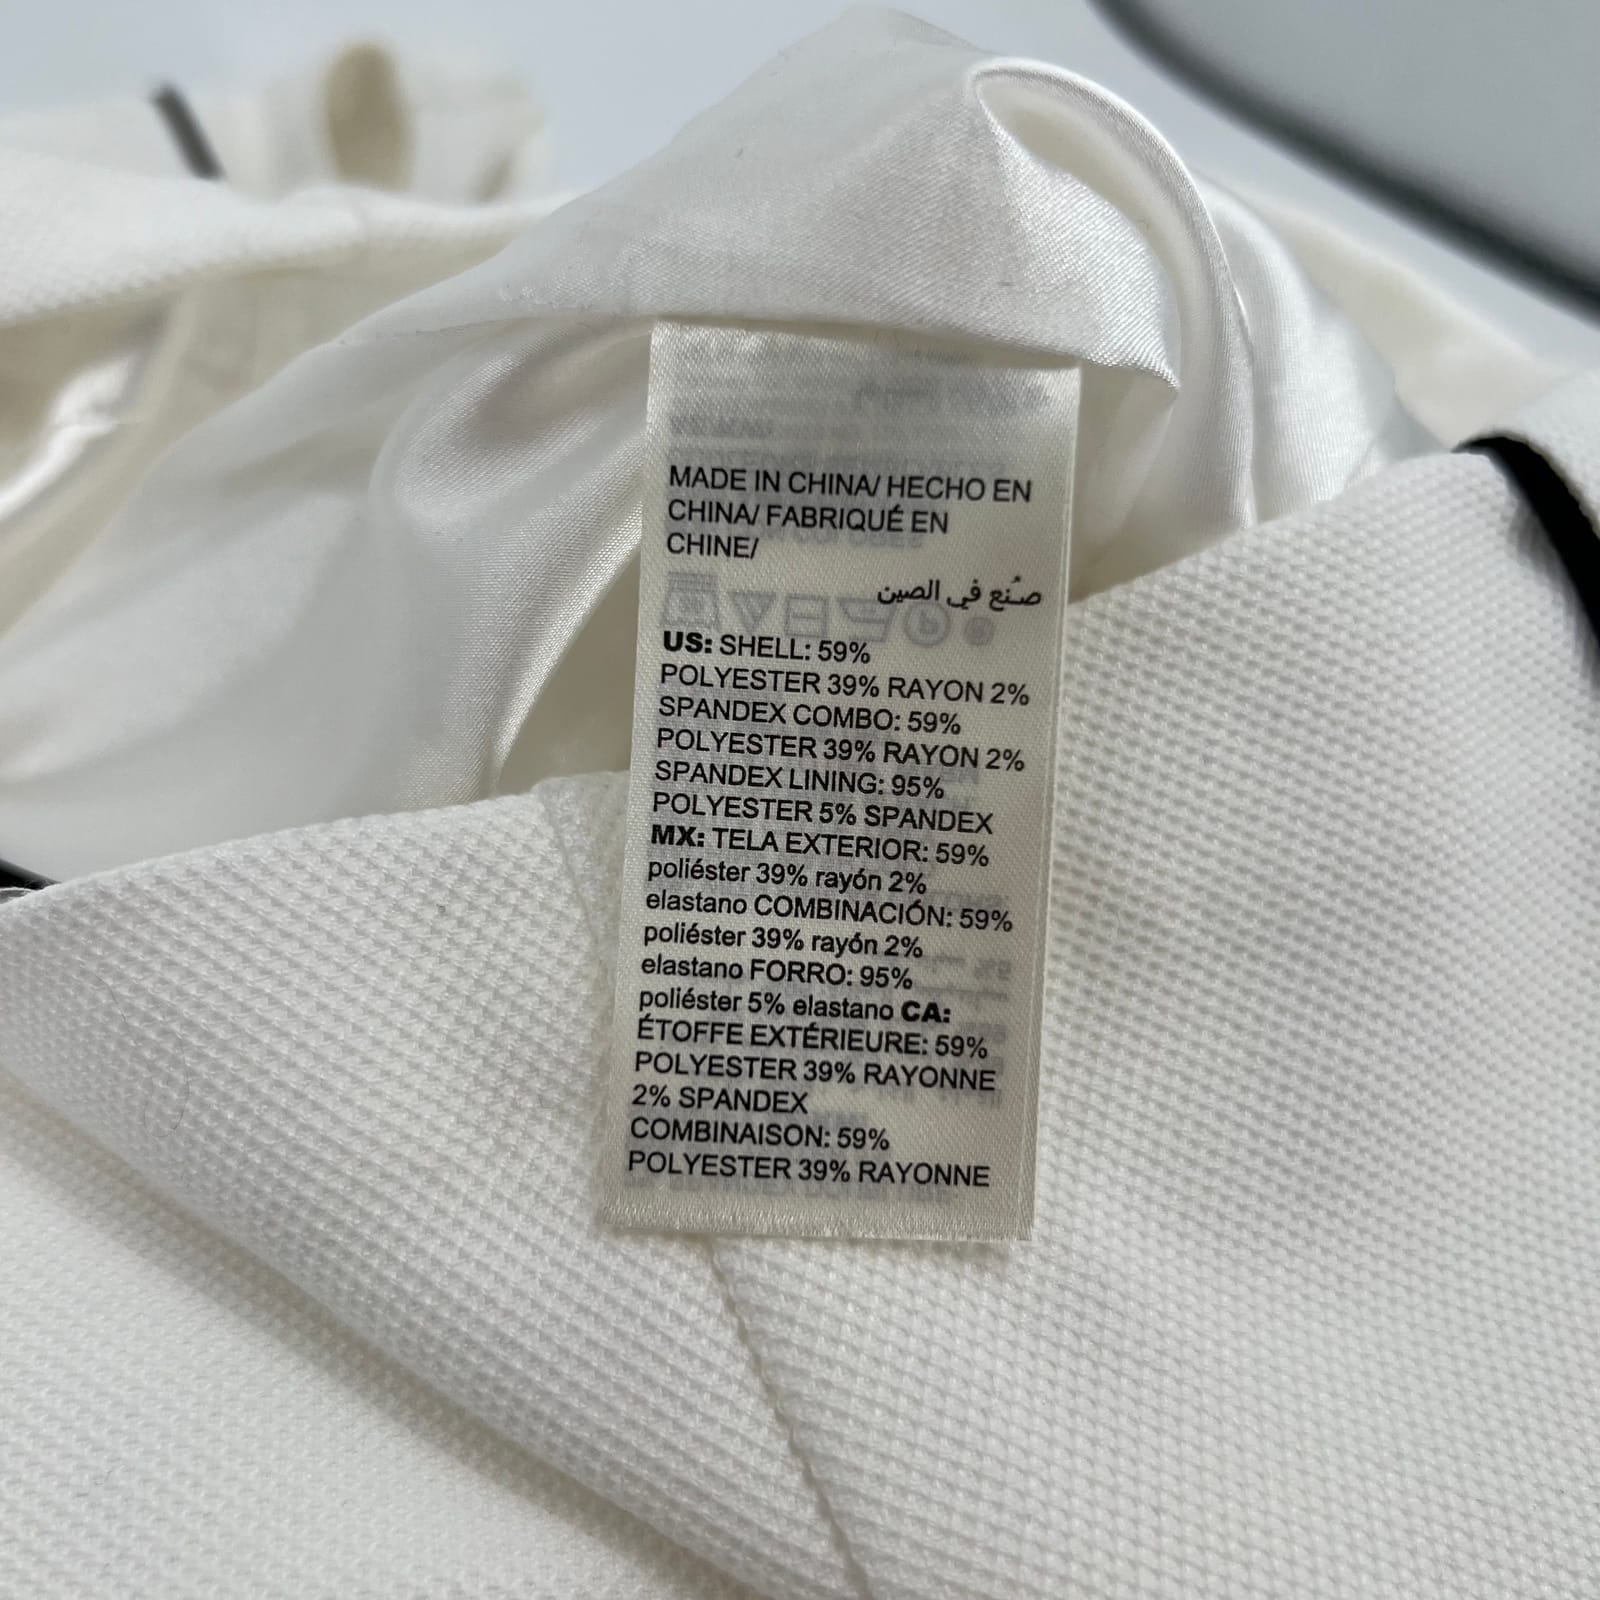 MADE IN CHINA/ HECHO EN
CHINA/ FABRIQUÉ EN
CHINE/
صُنع في الصين
US: SHELL: 59%
POLYESTER 39% RAYON 2%
SPANDEX COMBO: 59%
POLYESTER 39% RAYON 2%
SPANDEX LINING: 95%
POLYESTER 5% SPANDEX
MX: TELA EXTERIOR: 59%
poliéster 39% rayón 2%
elastano COMBINACIÓN: 59%
poliéster 39% rayón 2%
elastano FORRO: 95%
poliéster 5% elastano CA:
ÉTOFFE EXTÉRIEURE: 59%
POLYESTER 39% RAYONNE
2% SPANDEX
COMBINAISON: 59%
POLYESTER 39% RAYONNE